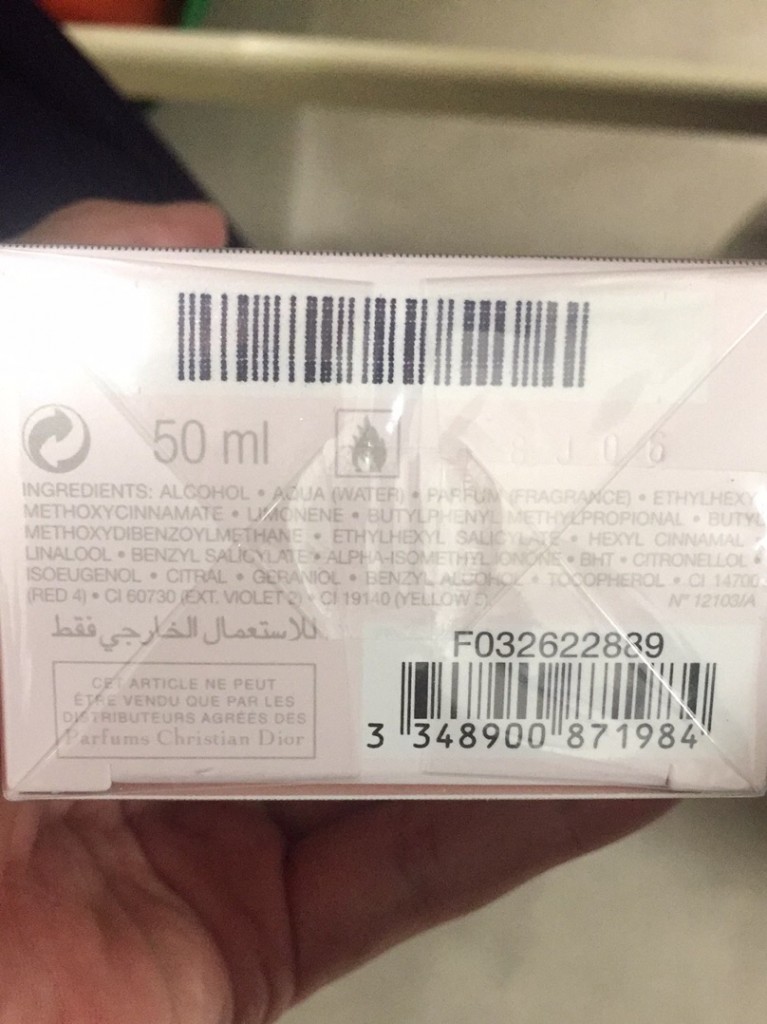 50 ml
INGREDIENTS: ALCOHOL • AQUA (WATER) • PARFUM (FRAGRANCE) • ETHYLHEXY
METHOXYCINNAMATE • LIMONENE • BUTYLPHENYL METHYLPROPIONAL • BUTYL
METHOXYDIBENZOYLMETHANE • ETHYLHEXYL SALICYLATE • HEXYL CINNAMAL •
LINALOOL • BENZYL SALICYLATE • ALPHA-ISOMETHYL IONONE • BHT • CITRONELLOL •
ISOEUGENOL • CITRAL • GERANIOL • BENZYL ALCOHOL • TOCOPHEROL • CI 14700
(RED 4) • CI 60730 (EXT. VIOLET 2) • CI 19140 (YELLOW 5). N° 12103/A
للاستعمال الخارجي فقط
CET ARTICLE NE PEUT
ÊTRE VENDU QUE PAR LES
DISTRIBUTEURS AGRÉÉS DES
Parfums Christian Dior
F032622889
3 348900 871984